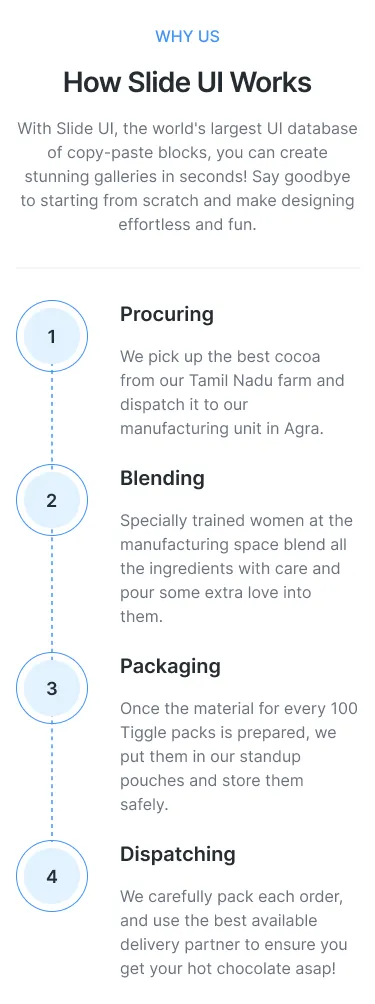 WHY US
How Slide UI Works
With Slide UI, the world's largest UI database
of copy-paste blocks, you can create
stunning galleries in seconds! Say goodbye
to starting from scratch and make designing
effortless and fun.
1
Procuring
We pick up the best cocoa
from our Tamil Nadu farm and
dispatch it to our
manufacturing unit in Agra.
2
Blending
Specially trained women at the
manufacturing space blend all
the ingredients with care and
pour some extra love into
them.
3
Packaging
Once the material for every 100
Tiggle packs is prepared, we
put them in our standup
pouches and store them
safely.
4
Dispatching
We carefully pack each order,
and use the best available
delivery partner to ensure you
get your hot chocolate asap!